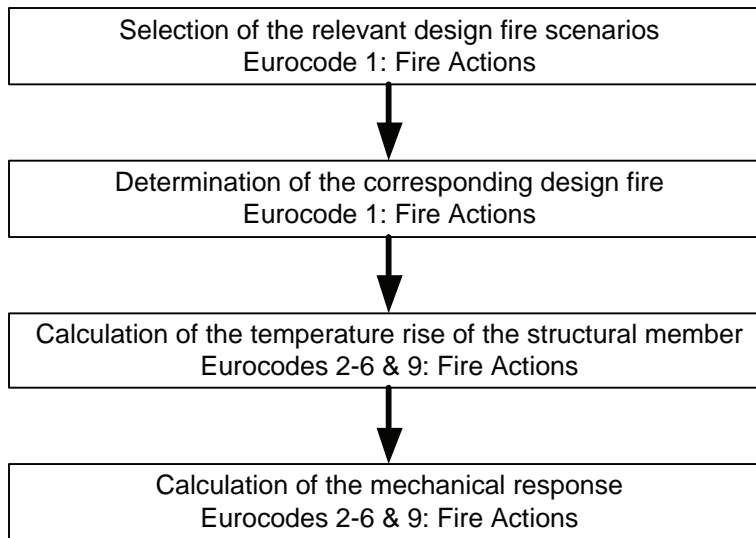 Selection of the relevant design fire scenarios
Eurocode 1: Fire Actions
Determination of the corresponding design fire
Eurocode 1: Fire Actions
Calculation of the temperature rise of the structural member
Eurocodes 2-6 & 9: Fire Actions
Calculation of the mechanical response
Eurocodes 2-6 & 9: Fire Actions